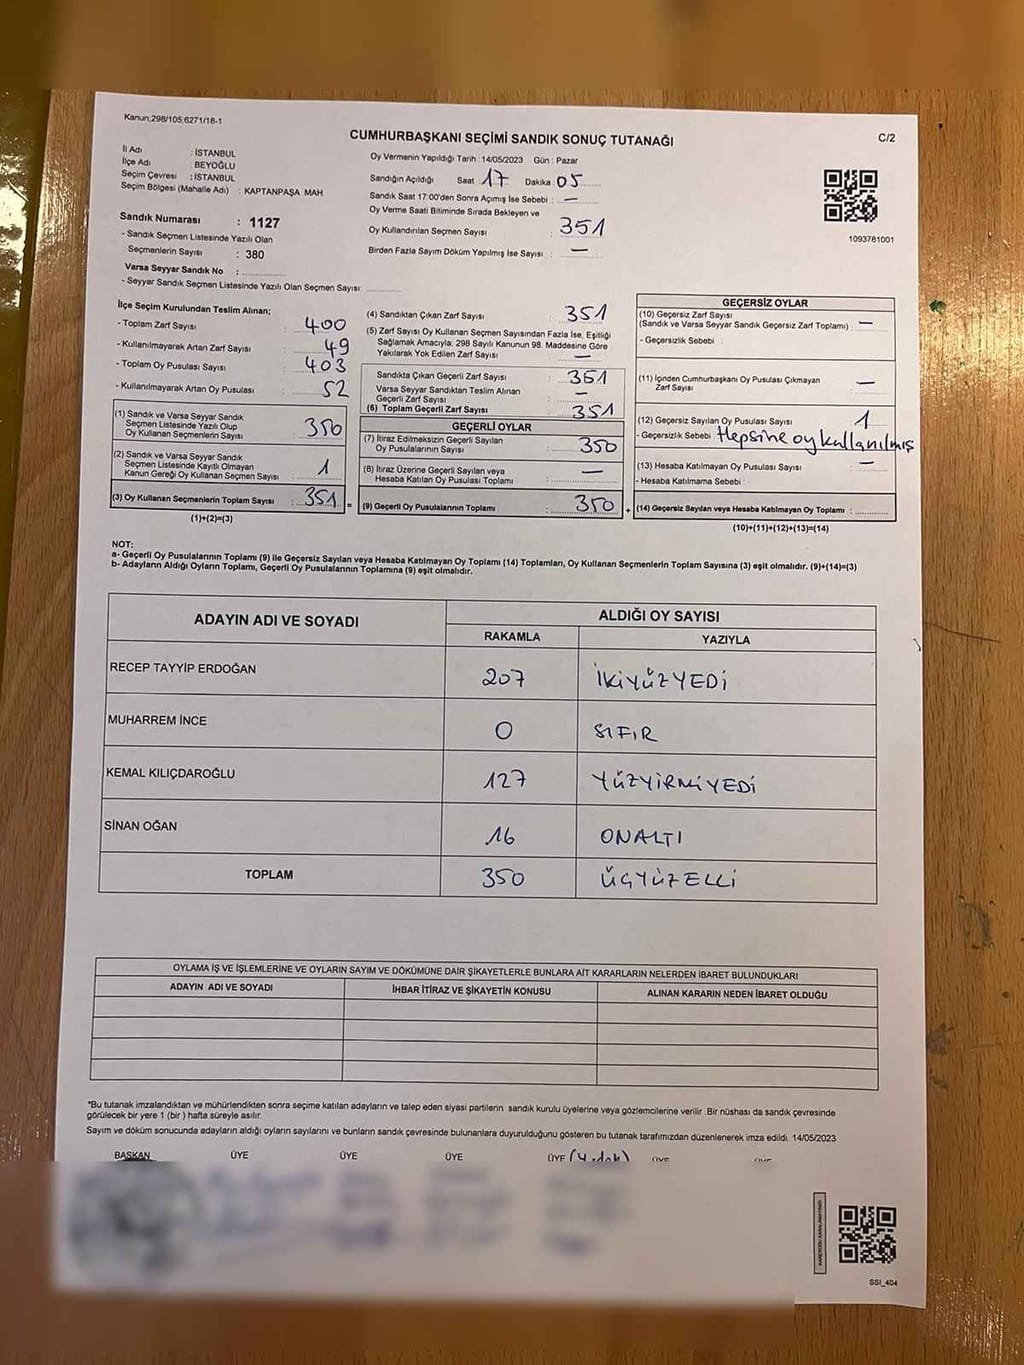 Kanun;298/105;6271/18-1
CUMHURBAŞKANI SEÇİMİ SANDIK SONUÇ TUTANAĞI
C/2
İl Adı : İSTANBUL
İlçe Adı : BEYOĞLU
Seçim Çevresi : İSTANBUL
Seçim Bölgesi (Mahalle Adı) : KAPTANPAŞA MAH.
Sandık Numarası : 1127
- Sandık Seçmen Listesinde Yazılı Olan
Seçmenlerin Sayısı : 380
Varsa Seyyar Sandık No :
- Seyyar Sandık Seçmen Listesinde Yazılı Olan Seçmen Sayısı:
Oy Vermenin Yapıldığı Tarih : 14/05/2023 Gün : Pazar
Sandığın Açıldığı Saat : 17 Dakika : 05
Sandık Saat 17:00'den Sonra Açımış İse Sebebi : —
Oy Verme Saati Bitiminde Sırada Bekleyen ve
Oy Kullandırılan Seçmen Sayısı : 351
Birden Fazla Sayım Döküm Yapılmış İse Sayısı : —
1093781001
İlçe Seçim Kurulundan Teslim Alınan;
- Toplam Zarf Sayısı : 400
- Kullanılmayarak Artan Zarf Sayısı : 49
- Toplam Oy Pusulası Sayısı : 403
- Kullanılmayarak Artan Oy Pusulası : 52
(1) Sandık ve Varsa Seyyar Sandık
Seçmen Listesinde Yazılı Olup
Oy Kullanan Seçmenlerin Sayısı : 350
(2) Sandık ve Varsa Seyyar Sandık
Seçmen Listesinde Kayıtlı Olmayan
Kanun Gereği Oy Kullanan Seçmen Sayısı : 1
(3) Oy Kullanan Seçmenlerin Toplam Sayısı : 351 =
(1)+(2)=(3)
(4) Sandıktan Çıkan Zarf Sayısı : 351
(5) Zarf Sayısı Oy Kullanan Seçmen Sayısından Fazla İse, Eşitliği
Sağlamak Amacıyla; 298 Sayılı Kanunun 98. Maddesine Göre
Yakılarak Yok Edilen Zarf Sayısı : —
Sandıkta Çıkan Geçerli Zarf Sayısı : 351
Varsa Seyyar Sandıktan Teslim Alınan
Geçerli Zarf Sayısı : —
(6) Toplam Geçerli Zarf Sayısı : 351
GEÇERLİ OYLAR
(7) İtiraz Edilmeksizin Geçerli Sayılan
Oy Pusulalarının Sayısı : 350
(8) İtiraz Üzerine Geçerli Sayılan veya
Hesaba Katılan Oy Pusulası Toplamı : —
(9) Geçerli Oy Pusulalarının Toplamı : 350 +
GEÇERSİZ OYLAR
(10) Geçersiz Zarf Sayısı
(Sandık ve Varsa Seyyar Sandık Geçersiz Zarf Toplamı) : —
- Geçersizlik Sebebi :
(11) İçinden Cumhurbaşkanı Oy Pusulası Çıkmayan
Zarf Sayısı : —
(12) Geçersiz Sayılan Oy Pusulası Sayısı : 1
- Geçersizlik Sebebi : Hepsine oy kullanılmış
(13) Hesaba Katılmayan Oy Pusulası Sayısı : —
- Hesaba Katılmama Sebebi :
(14) Geçersiz Sayılan veya Hesaba Katılmayan Oy Toplamı :
(10)+(11)+(12)+(13)=(14)
NOT:
a- Geçerli Oy Pusulalarının Toplamı (9) ile Geçersiz Sayılan veya Hesaba Katılmayan Oy Toplamı (14) Toplamları, Oy Kullanan Seçmenlerin Toplam Sayısına (3) eşit olmalıdır. (9)+(14)=(3)
b- Adayların Aldığı Oyların Toplamı, Geçerli Oy Pusulalarının Toplamına (9) eşit olmalıdır.
ADAYIN ADI VE SOYADI
ALDIĞI OY SAYISI
RAKAMLA YAZIYLA
RECEP TAYYİP ERDOĞAN 207 İKİYÜZYEDİ
MUHARREM İNCE 0 SIFIR
KEMAL KILIÇDAROĞLU 127 YÜZYİRMİYEDİ
SİNAN OĞAN 16 ONALTI
TOPLAM 350 ÜÇYÜZELLİ
OYLAMA İŞ VE İŞLEMLERİNE VE OYLARIN SAYIM VE DÖKÜMÜNE DAİR ŞİKAYETLERLE BUNLARA AİT KARARLARIN NELERDEN İBARET BULUNDUKLARI
ADAYIN ADI VE SOYADI İHBAR İTİRAZ VE ŞİKAYETİN KONUSU ALINAN KARARIN NEDEN İBARET OLDUĞU
*Bu tutanak imzalandıktan ve mühürlendikten sonra seçime katılan adayların ve talep eden siyasi partilerin sandık kurulu üyelerine veya gözlemcilerine verilir .Bir nüshası da sandık çevresinde
görülecek bir yere 1 (bir ) hafta süreyle asılır.
Sayım ve döküm sonucunda adayların aldığı oyların sayılarını ve bunların sandık çevresinde bulunanlara duyurulduğunu gösteren bu tutanak tarafımızdan düzenlenerek imza edildi. 14/05/2023
BAŞKAN ÜYE ÜYE ÜYE ÜYE
SSI_404